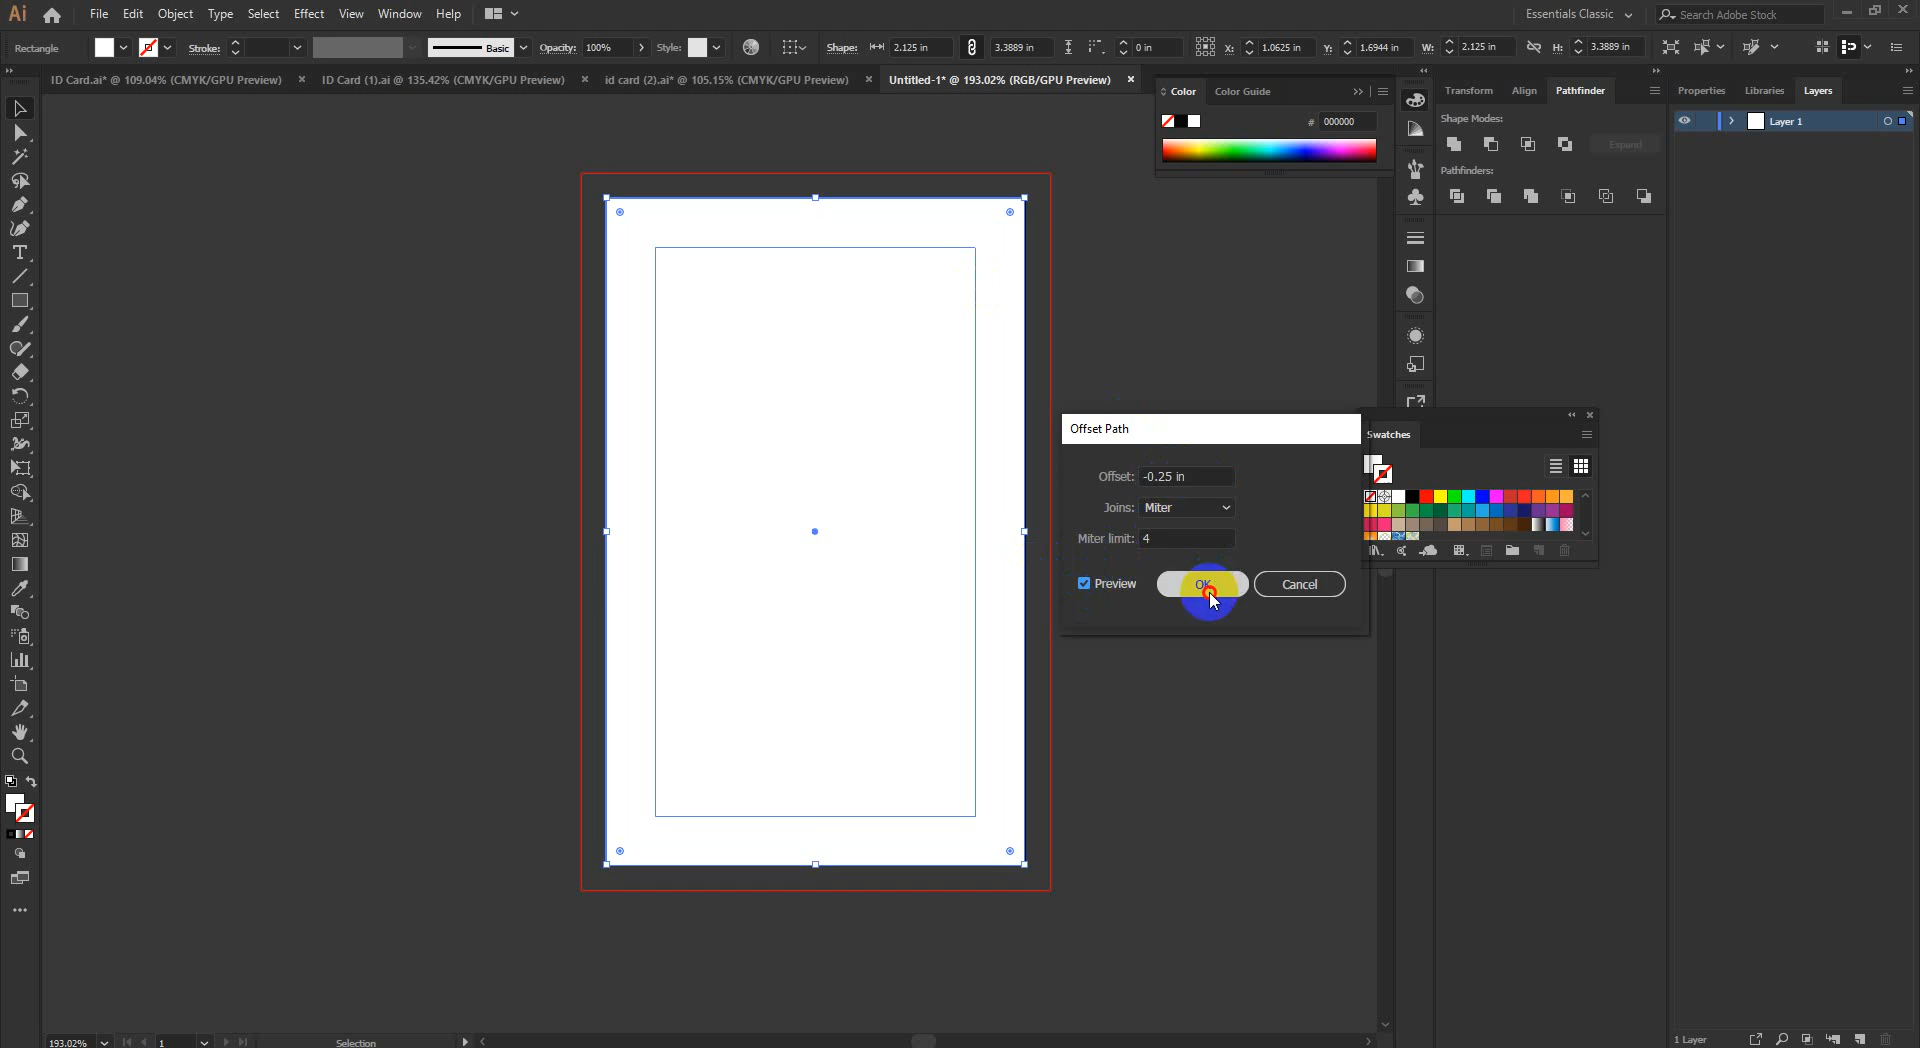 Ai File Edit Object Type Select Effect View Window Help Essentials Classic Search Adobe Stock
Rectangle Stroke: Basic Opacity: 100% Style: Shape: 2.125 in 3.3889 in 0 in X: 1.0625 in Y: 1.6944 in W: 2.125 in H: 3.3889 in
ID Card.ai* @ 109.04% (CMYK/GPU Preview) × ID Card (1).ai @ 135.42% (CMYK/GPU Preview) × id card (2).ai* @ 105.15% (CMYK/GPU Preview) × Untitled-1* @ 193.02% (RGB/GPU Preview) ×
Color Color Guide
# 000000
Transform Align Pathfinder
Shape Modes:
Expand
Pathfinders:
Properties Libraries Layers
Layer 1
Offset Path
Offset: -0.25 in
Joins: Miter
Miter limit: 4
Preview OK Cancel
Swatches
193.02% 1 Selection
1 Layer